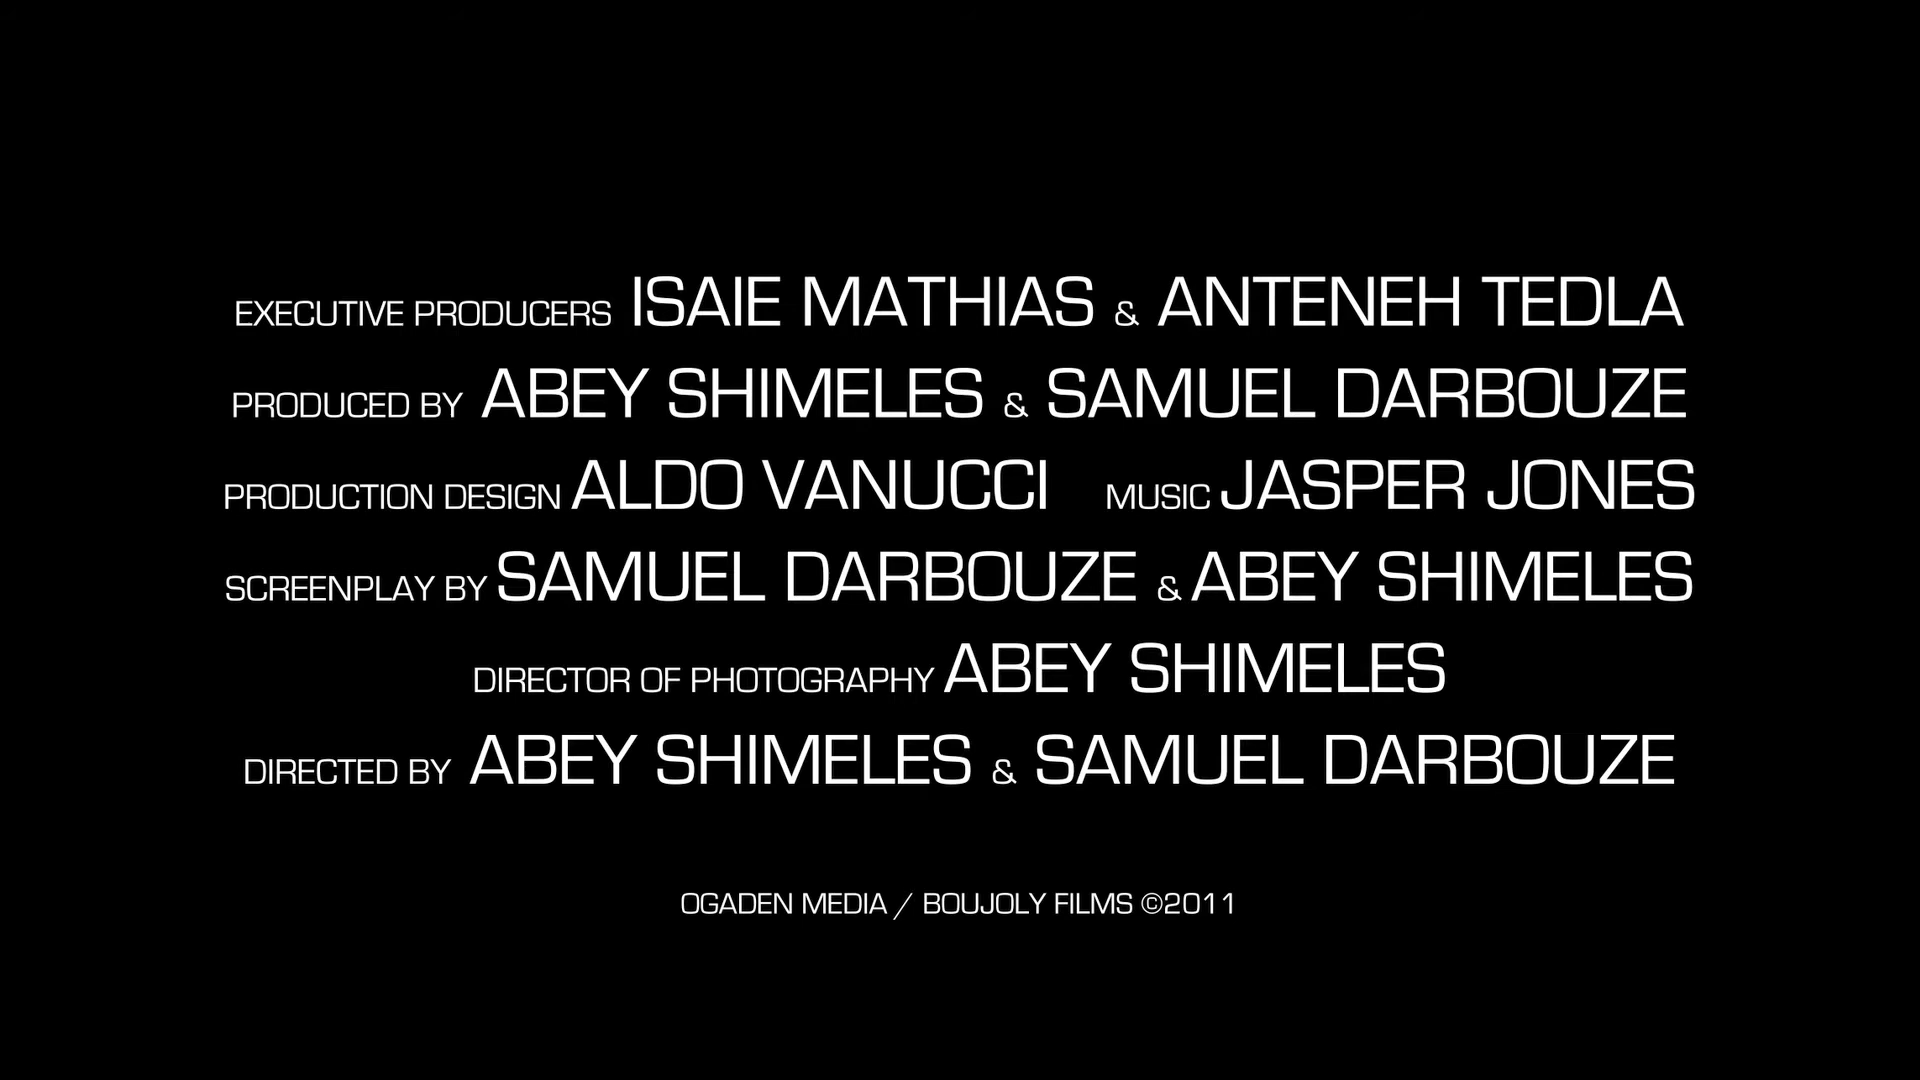 EXECUTIVE PRODUCERS ISAIE MATHIAS & ANTENEH TEDLA
PRODUCED BY ABEY SHIMELES & SAMUEL DARBOUZE
PRODUCTION DESIGN ALDO VANUCCI MUSIC JASPER JONES
SCREENPLAY BY SAMUEL DARBOUZE & ABEY SHIMELES
DIRECTOR OF PHOTOGRAPHY ABEY SHIMELES
DIRECTED BY ABEY SHIMELES & SAMUEL DARBOUZE
OGADEN MEDIA / BOUJOLY FILMS ©2011